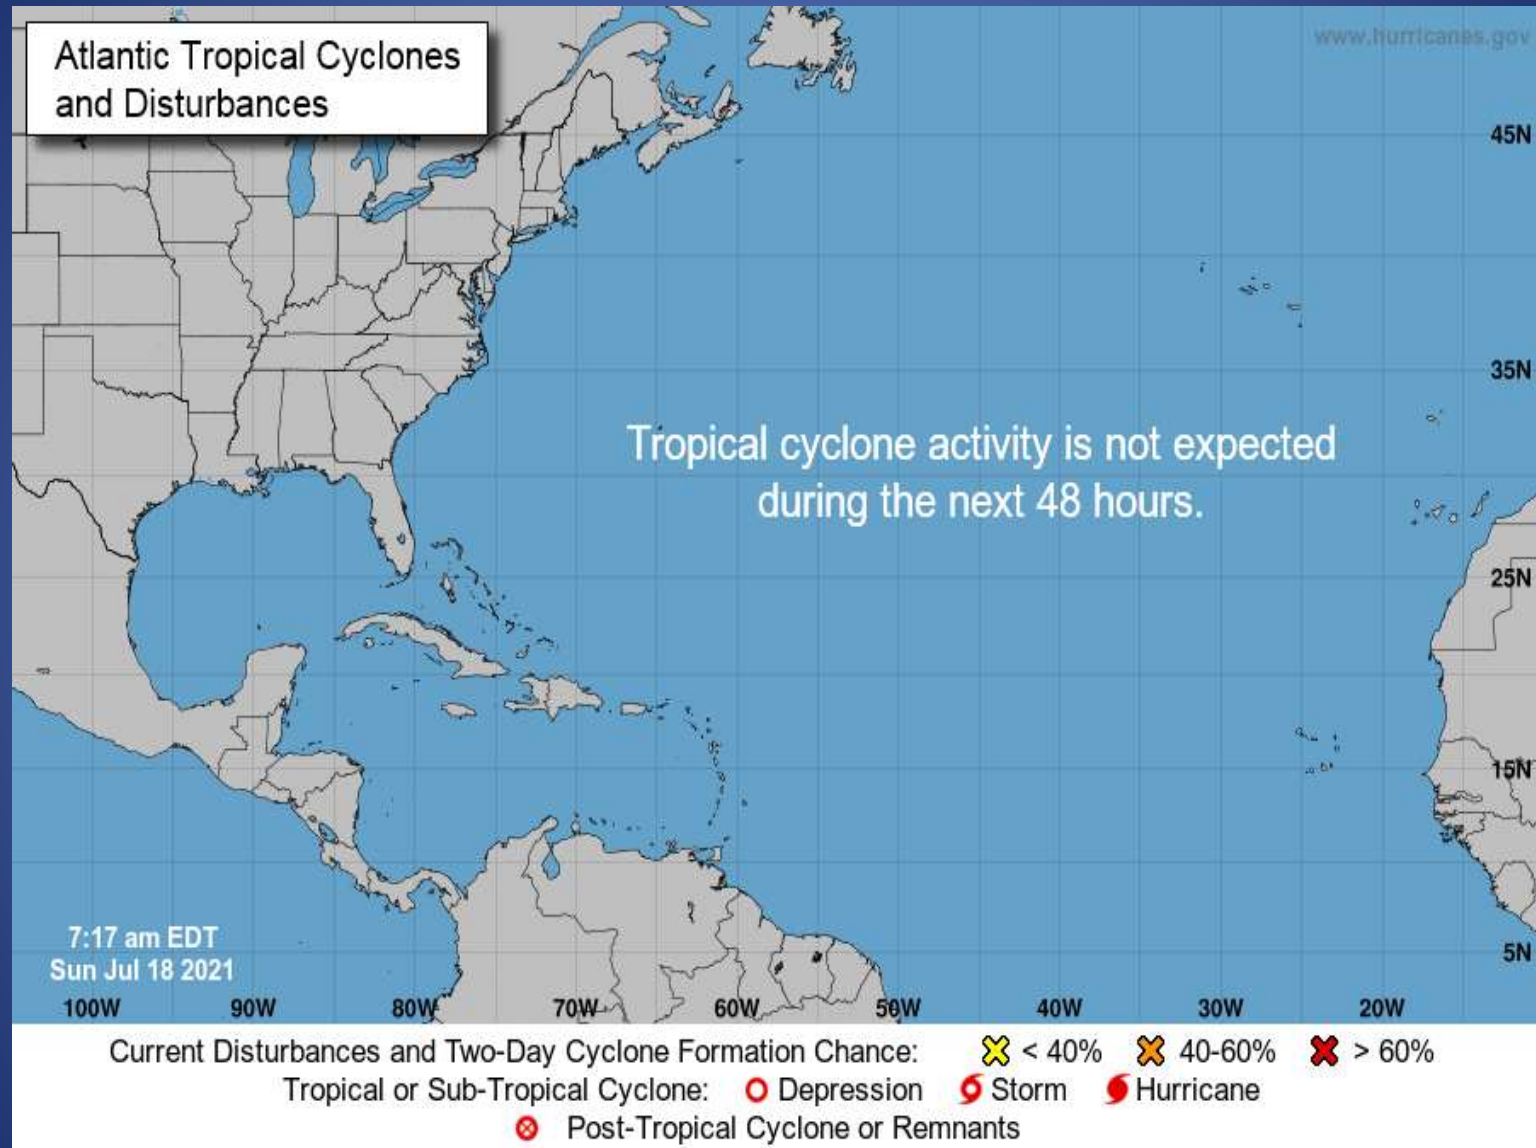 Atlantic Tropical Cyclones
and Disturbances
www.hurricanes.gov
45N
35N
Tropical cyclone activity is not expected
during the next 48 hours.
25N
15N
7:17 am EDT
Sun Jul 18 2021
5N
100W 90W 80W 70W 60W 50W 40W 30W 20W
Current Disturbances and Two-Day Cyclone Formation Chance: < 40% 40-60% > 60%
Tropical or Sub-Tropical Cyclone: Depression Storm Hurricane
Post-Tropical Cyclone or Remnants